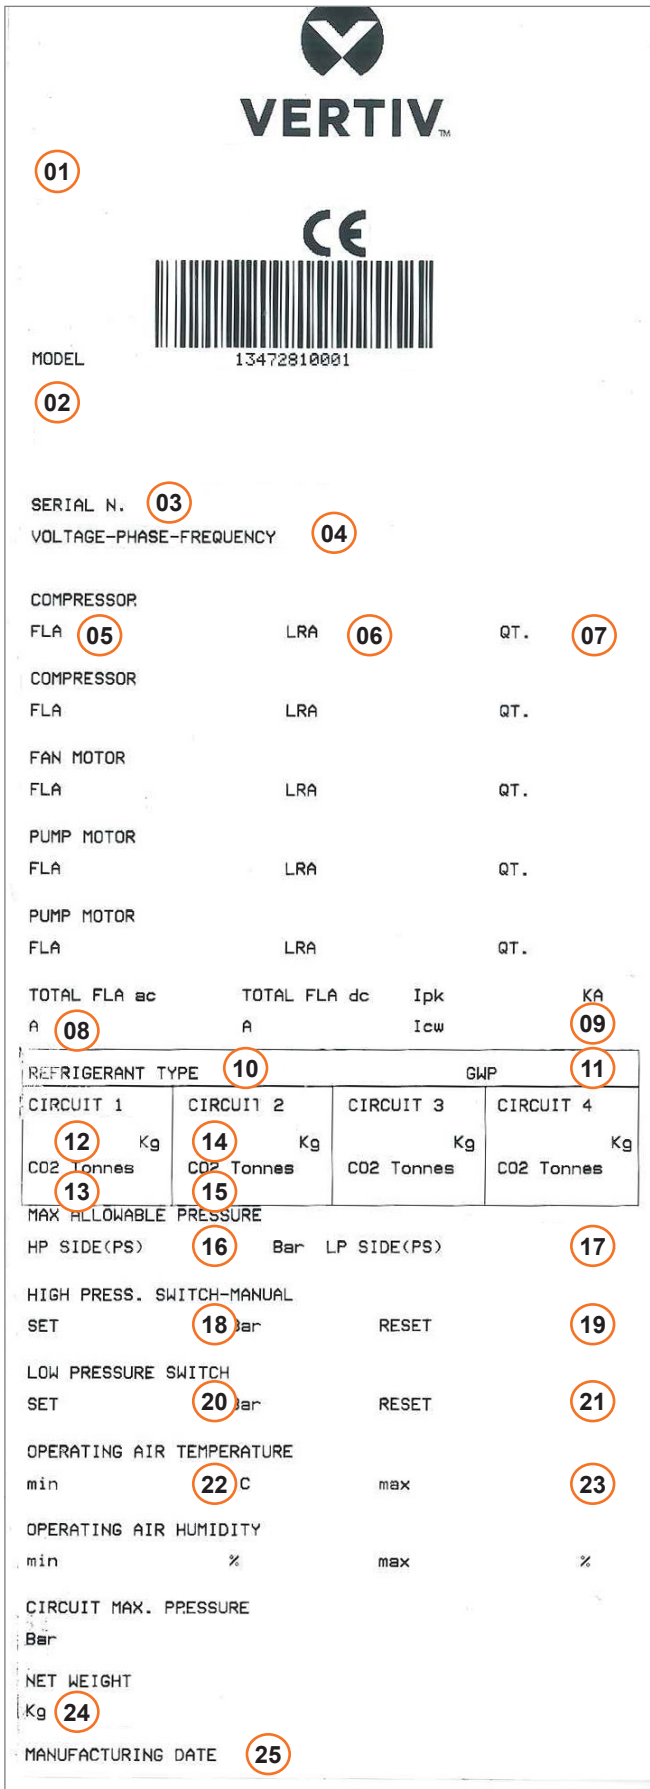 VERTIV™
01
CE
MODEL 13472810001
02
SERIAL N. 03
VOLTAGE-PHASE-FREQUENCY 04
COMPRESSOR
FLA 05 LRA 06 QT. 07
COMPRESSOR
FLA LRA QT.
FAN MOTOR
FLA LRA QT.
PUMP MOTOR
FLA LRA QT.
PUMP MOTOR
FLA LRA QT.
TOTAL FLA ac TOTAL FLA dc Ipk KA
A 08 A Icw 09
REFRIGERANT TYPE 10 GWP 11
CIRCUIT 1 CIRCUIT 2 CIRCUIT 3 CIRCUIT 4
12 Kg 14 Kg Kg Kg
CO2 Tonnes CO2 Tonnes CO2 Tonnes CO2 Tonnes
13 15
MAX ALLOWABLE PRESSURE
HP SIDE(PS) 16 Bar LP SIDE(PS) 17
HIGH PRESS. SWITCH-MANUAL
SET 18 Bar RESET 19
LOW PRESSURE SWITCH
SET 20 Bar RESET 21
OPERATING AIR TEMPERATURE
min 22 C max 23
OPERATING AIR HUMIDITY
min % max %
CIRCUIT MAX. PRESSURE
Bar
NET WEIGHT
Kg 24
MANUFACTURING DATE 25